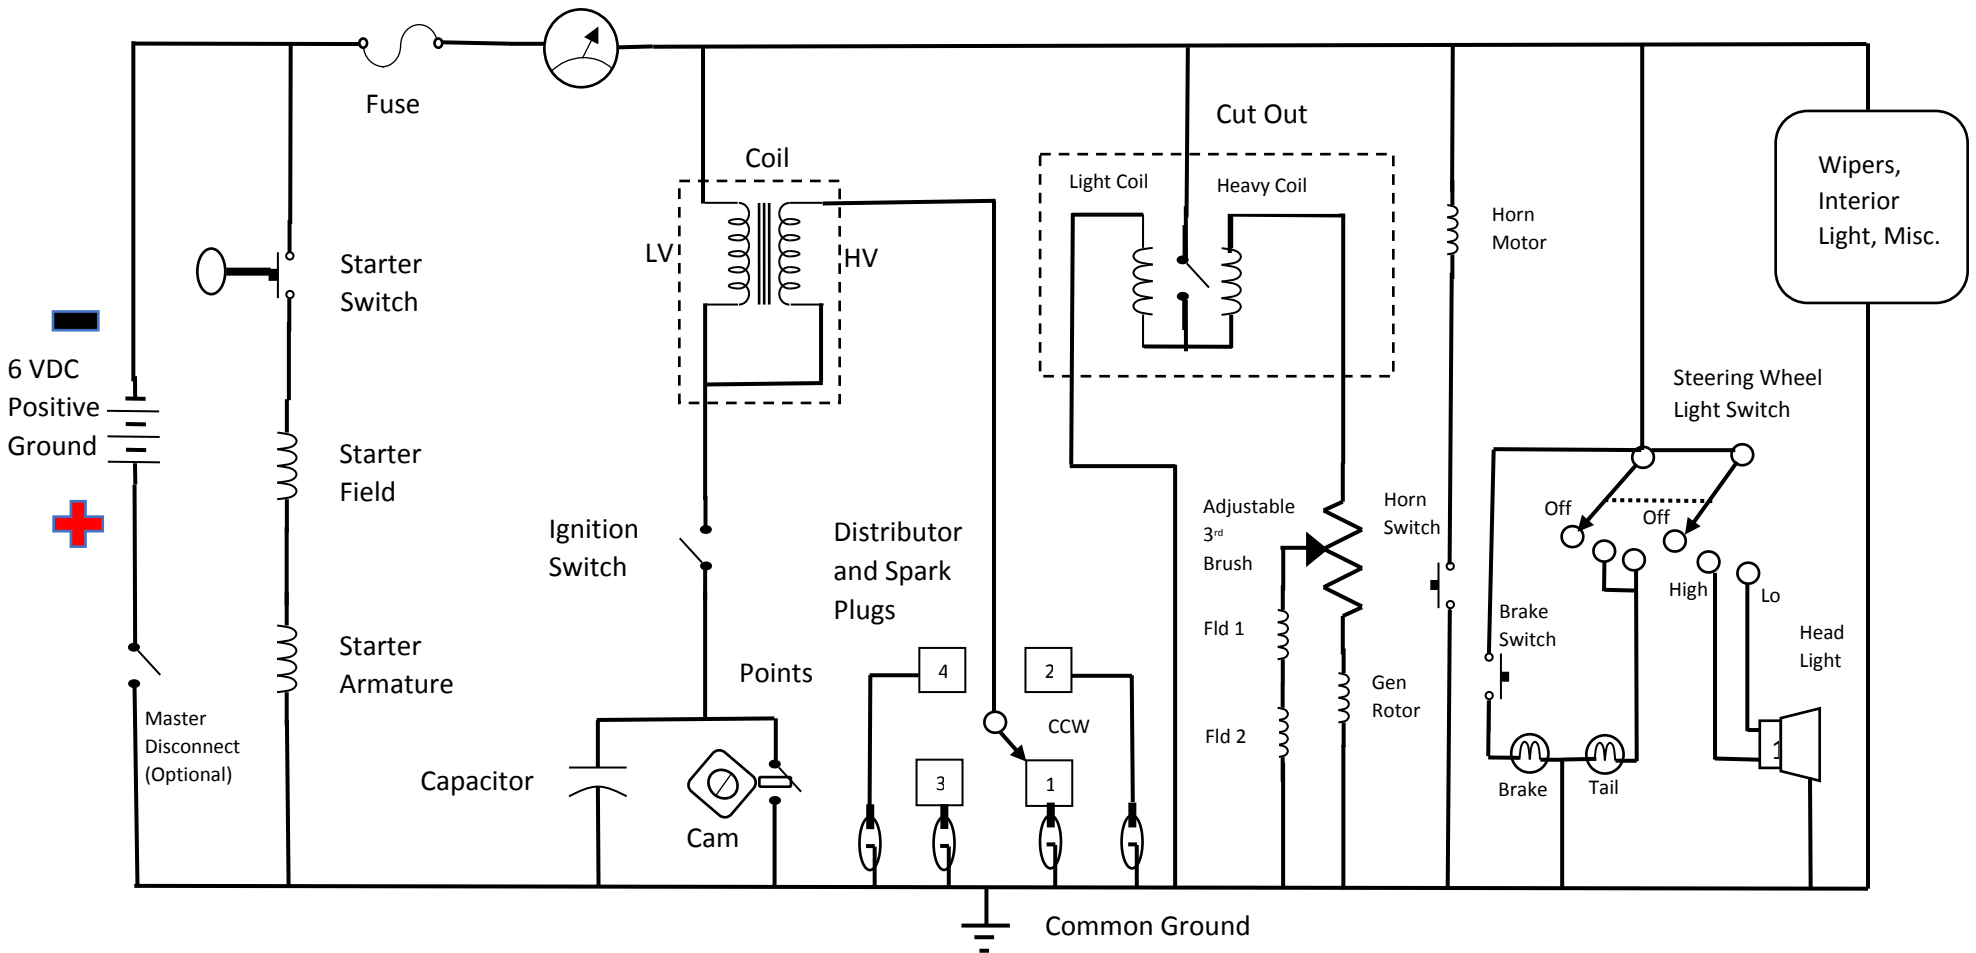 Fuse
Cut Out
Coil
Light Coil
Heavy Coil
Wipers,
Interior
Light, Misc.
Horn
Motor
LV
HV
Starter
Switch
6 VDC
Positive
Ground
Steering Wheel
Light Switch
Starter
Field
Ignition
Switch
Distributor
and Spark
Plugs
Adjustable
3rd
Brush
Horn
Switch
Off
Off
High
Lo
Brake
Switch
Head
Light
Fld 1
Starter
Armature
Points
4
2
Gen
Rotor
Master
Disconnect
(Optional)
CCW
Fld 2
1
Capacitor
3
1
Brake
Tail
Cam
Common Ground